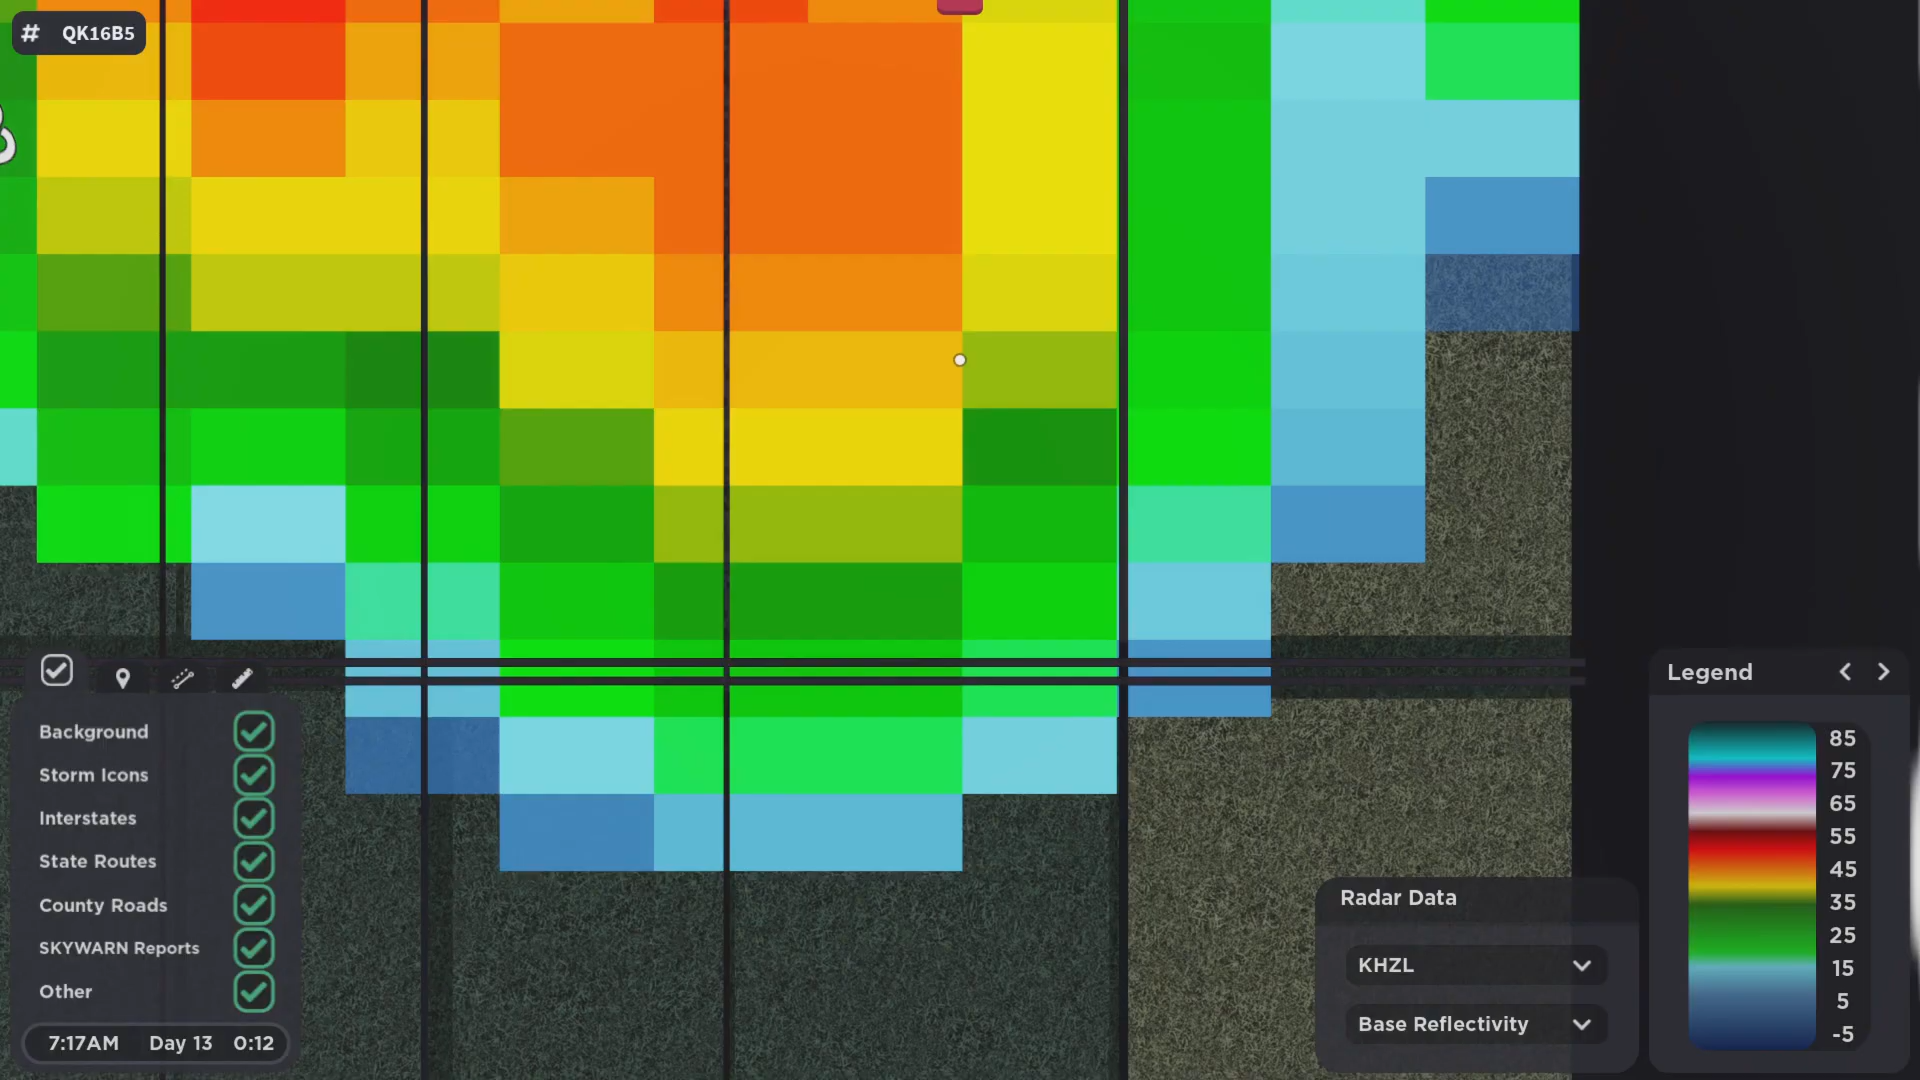 # QK16B5
Background
Storm Icons
Interstates
State Routes
County Roads
SKYWARN Reports
Other
7:17AM Day 13 0:12
Radar Data
KHZL
Base Reflectivity
Legend
85
75
65
55
45
35
25
15
5
-5